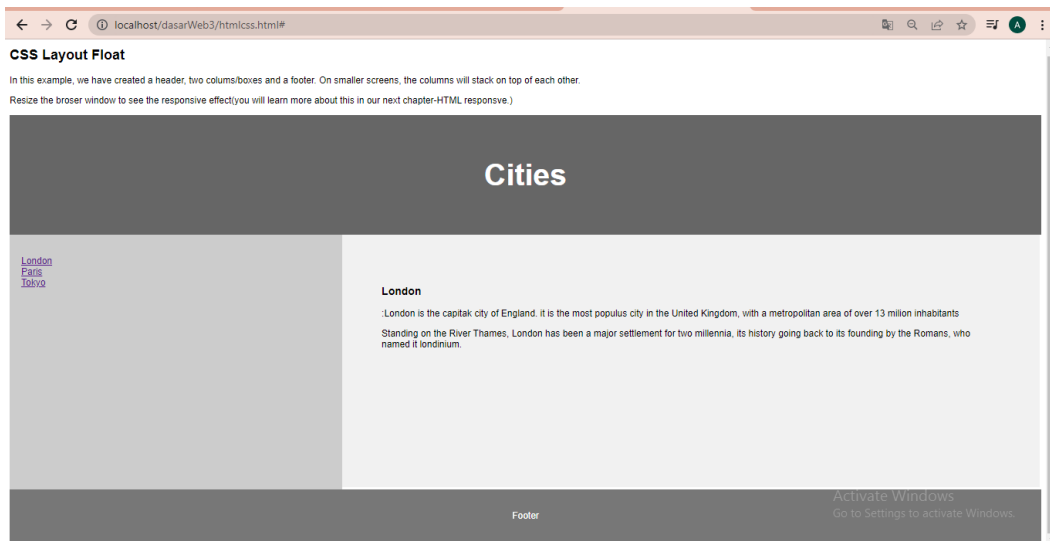 localhost/dasarWeb3/htmlcss.html#
A
CSS Layout Float
In this example, we have created a header, two colums/boxes and a footer. On smaller screens, the columns will stack on top of each other.
Resize the broser window to see the responsive effect(you will learn more about this in our next chapter-HTML responsve.)
Cities
London
Paris
Tokyo
London
:London is the capitak city of England. it is the most populus city in the United Kingdom, with a metropolitan area of over 13 milion inhabitants
Standing on the River Thames, London has been a major settlement for two millennia, its history going back to its founding by the Romans, who
named it londinium.
Activate Windows
Go to Settings to activate Windows.
Footer